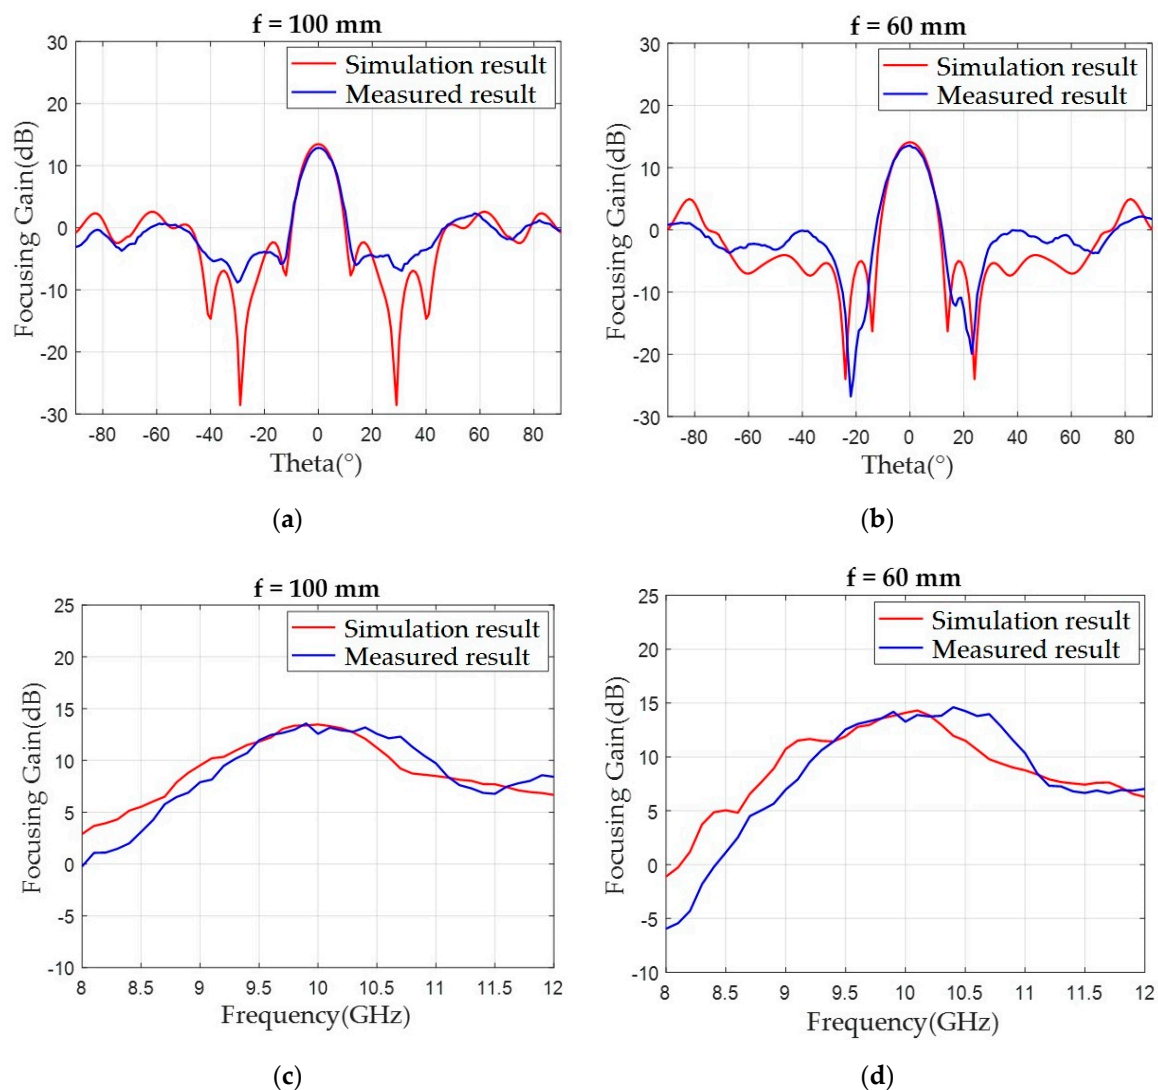 f = 100 mm
Simulation result
Measured result
30
20
10
0
-10
-20
-30
Focusing Gain(dB)
-80 -60 -40 -20 0 20 40 60 80
Theta(°)
(a)
f = 60 mm
Simulation result
Measured result
30
20
10
0
-10
-20
-30
Focusing Gain(dB)
-80 -60 -40 -20 0 20 40 60 80
Theta(°)
(b)
f = 100 mm
Simulation result
Measured result
25
20
15
10
5
0
-5
-10
Focusing Gain(dB)
8 8.5 9 9.5 10 10.5 11 11.5 12
Frequency(GHz)
(c)
f = 60 mm
Simulation result
Measured result
25
20
15
10
5
0
-5
-10
Focusing Gain(dB)
8 8.5 9 9.5 10 10.5 11 11.5 12
Frequency(GHz)
(d)